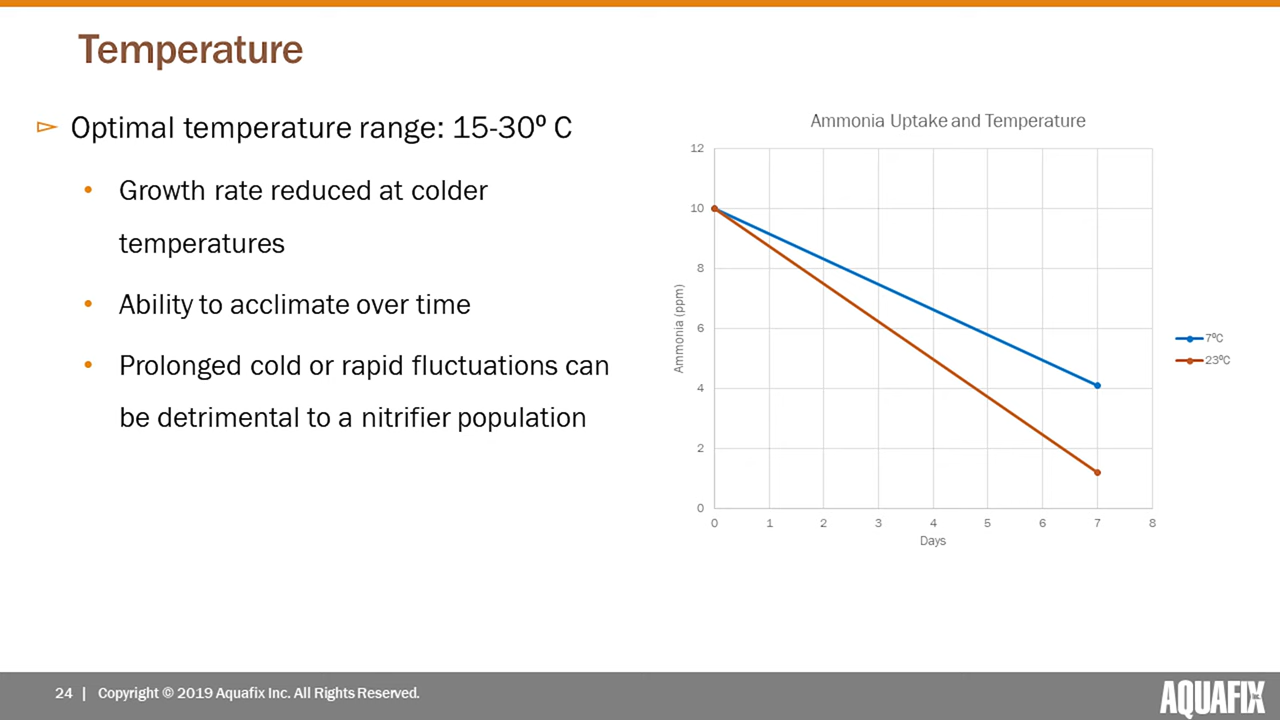 Temperature
Optimal temperature range: 15-30⁰ C
Growth rate reduced at colder
temperatures
Ability to acclimate over time
Prolonged cold or rapid fluctuations can
be detrimental to a nitrifier population
Ammonia Uptake and Temperature
Ammonia (ppm)
12
10
8
6
4
2
0
0 1 2 3 4 5 6 7 8
Days
7⁰C
23⁰C
24 | Copyright © 2019 Aquafix Inc. All Rights Reserved.
AQUAFIX